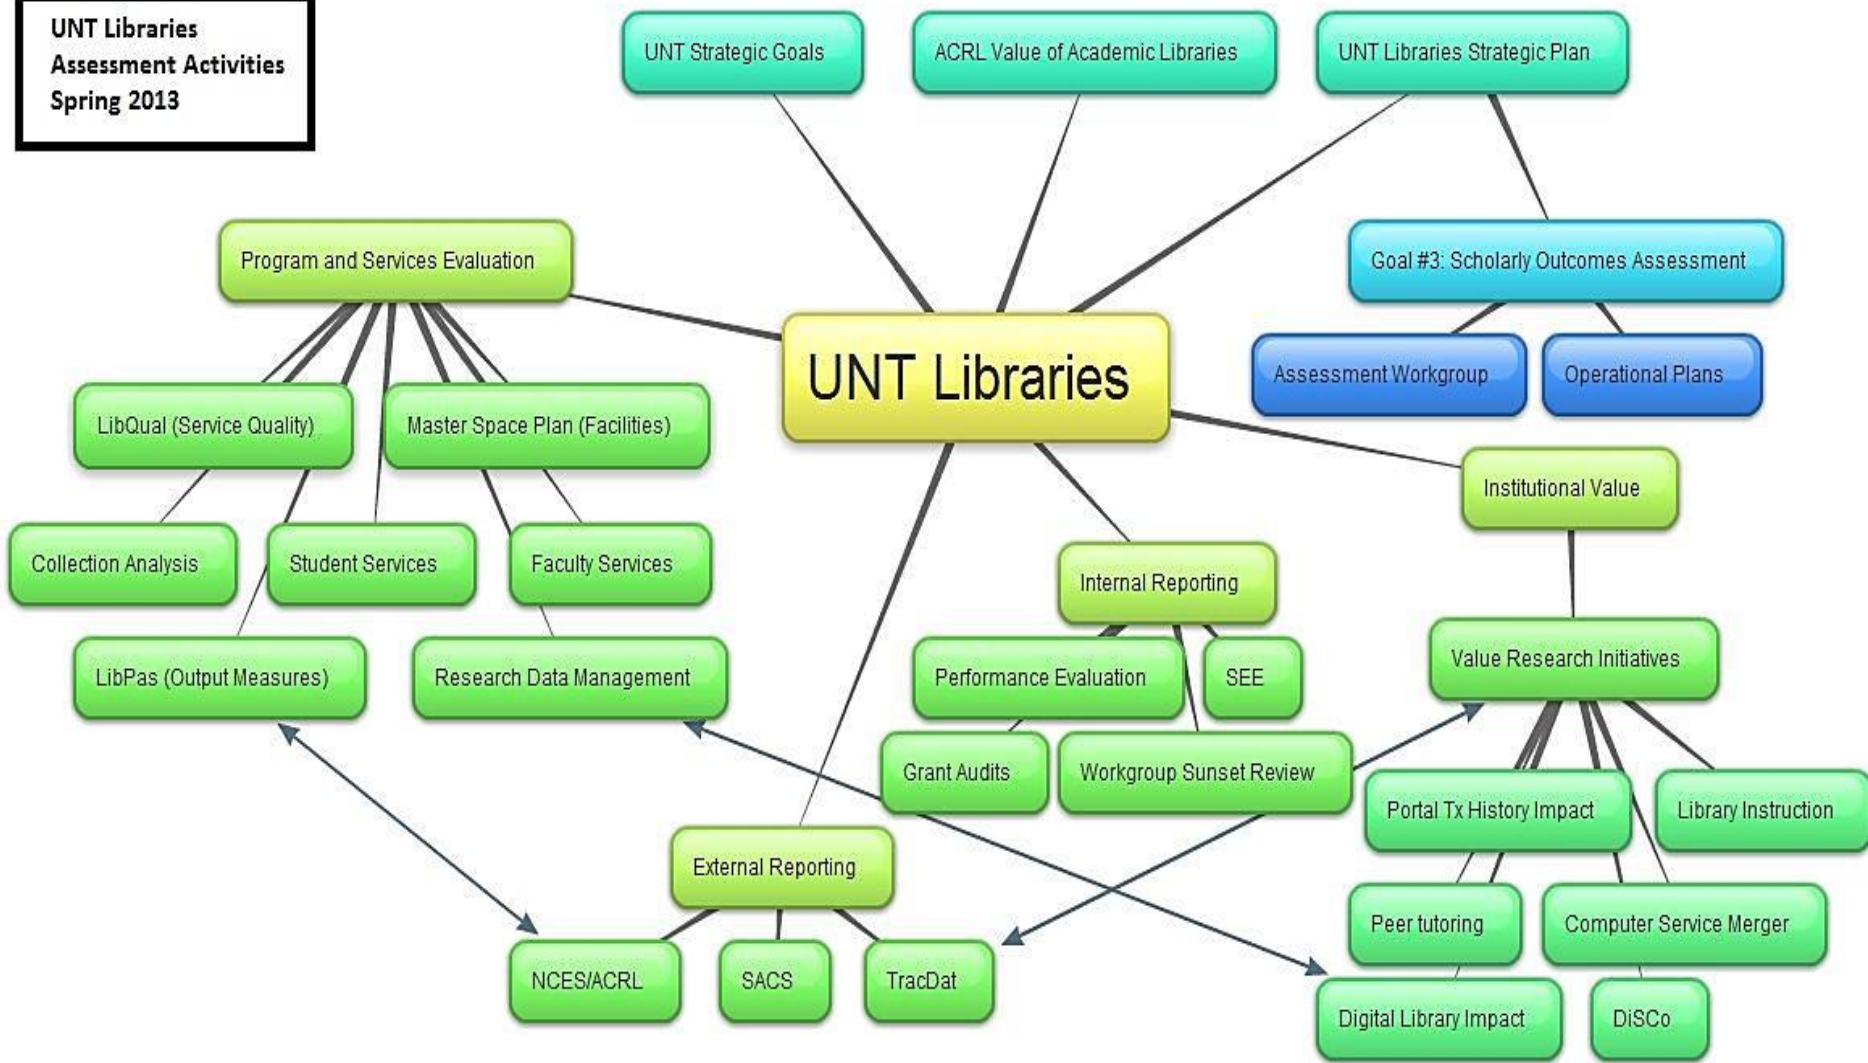 UNT Libraries
Assessment Activities
Spring 2013
UNT Strategic Goals
ACRL Value of Academic Libraries
UNT Libraries Strategic Plan
Program and Services Evaluation
Goal #3: Scholarly Outcomes Assessment
UNT Libraries
Assessment Workgroup
Operational Plans
LibQual (Service Quality)
Master Space Plan (Facilities)
Institutional Value
Collection Analysis
Student Services
Faculty Services
Internal Reporting
LibPas (Output Measures)
Research Data Management
Performance Evaluation
SEE
Value Research Initiatives
Grant Audits
Workgroup Sunset Review
Portal Tx History Impact
Library Instruction
External Reporting
Peer tutoring
Computer Service Merger
NCES/ACRL
SACS
TracDat
Digital Library Impact
DiSCo